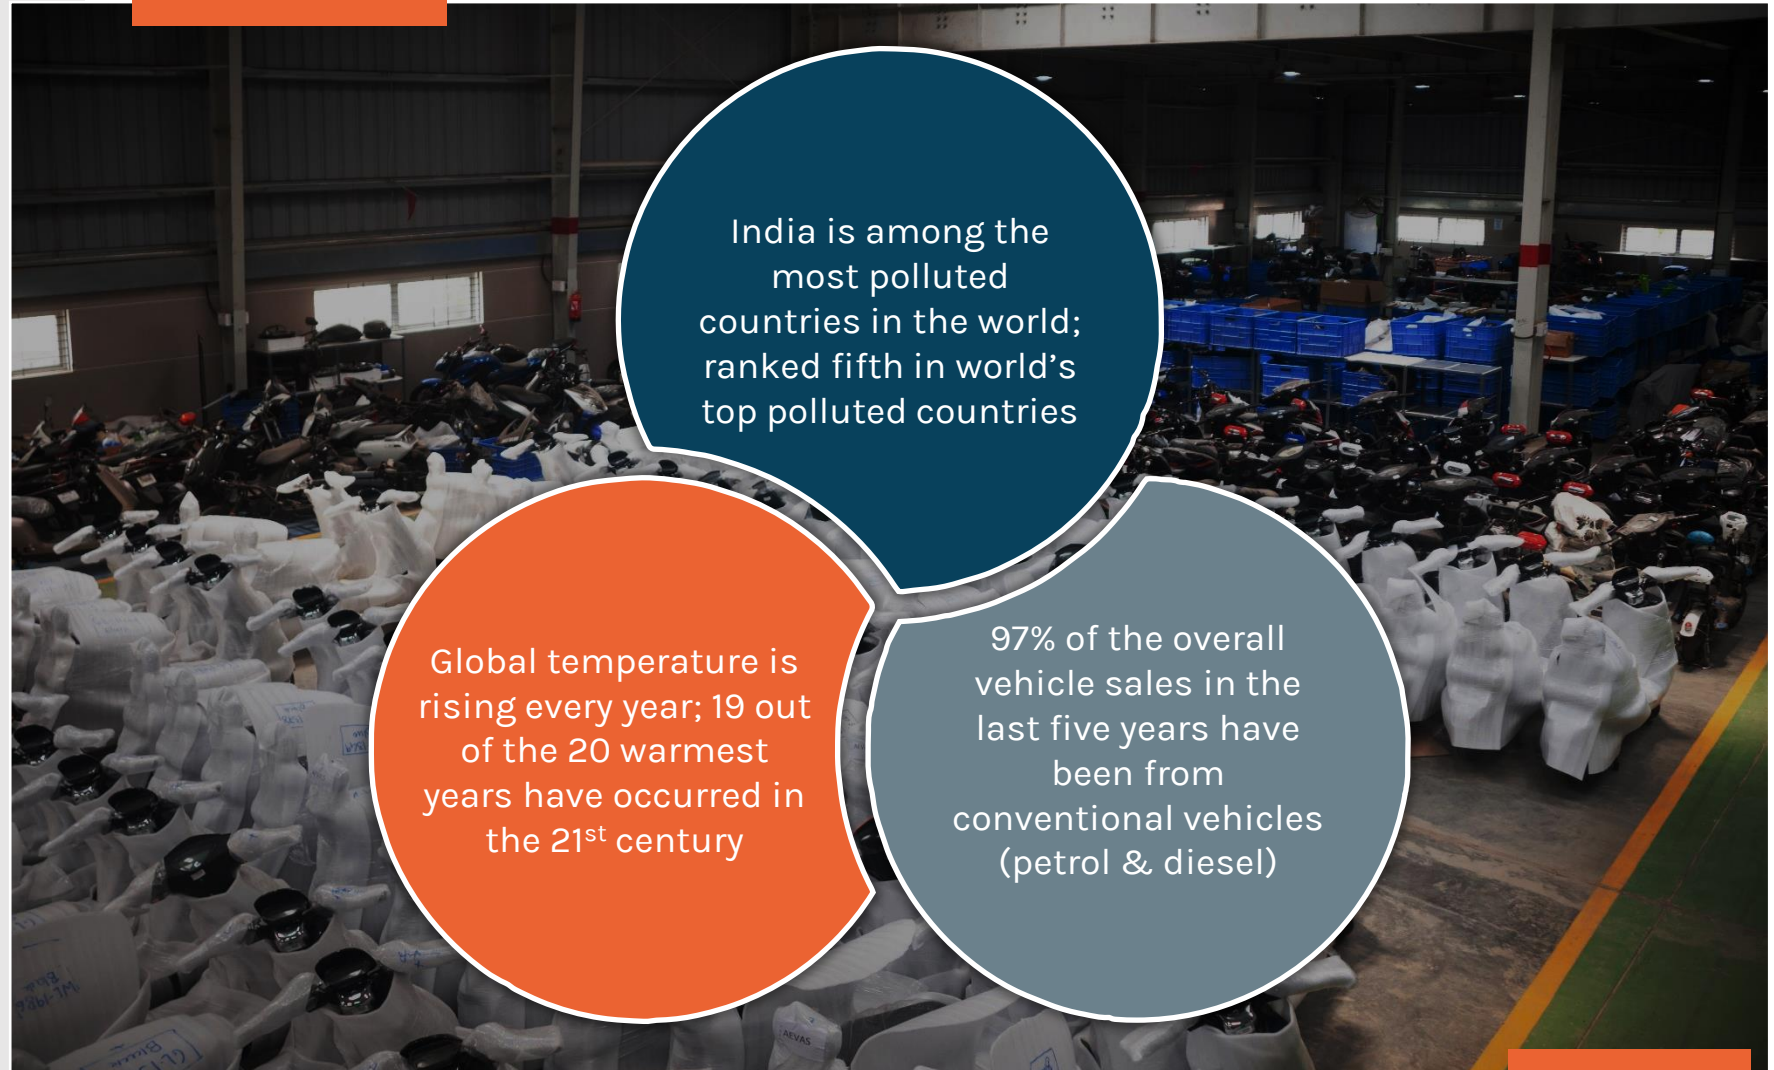 India is among the
most polluted
countries in the world;
ranked fifth in world’s
top polluted countries
Global temperature is
rising every year; 19 out
of the 20 warmest
years have occurred in
the 21st century
97% of the overall
vehicle sales in the
last five years have
been from
conventional vehicles
(petrol & diesel)
AEVAS